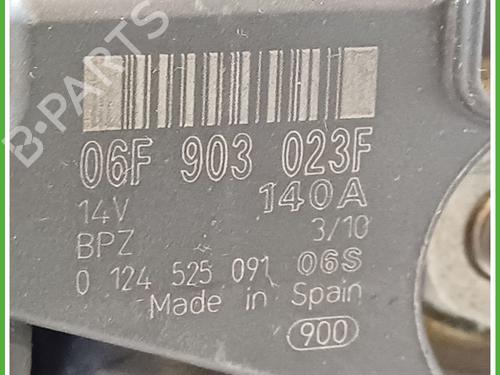 B-PARTS
06F 903 023F
14V 140A
BPZ 3/10
0 124 525 091 06S
Made in Spain
900